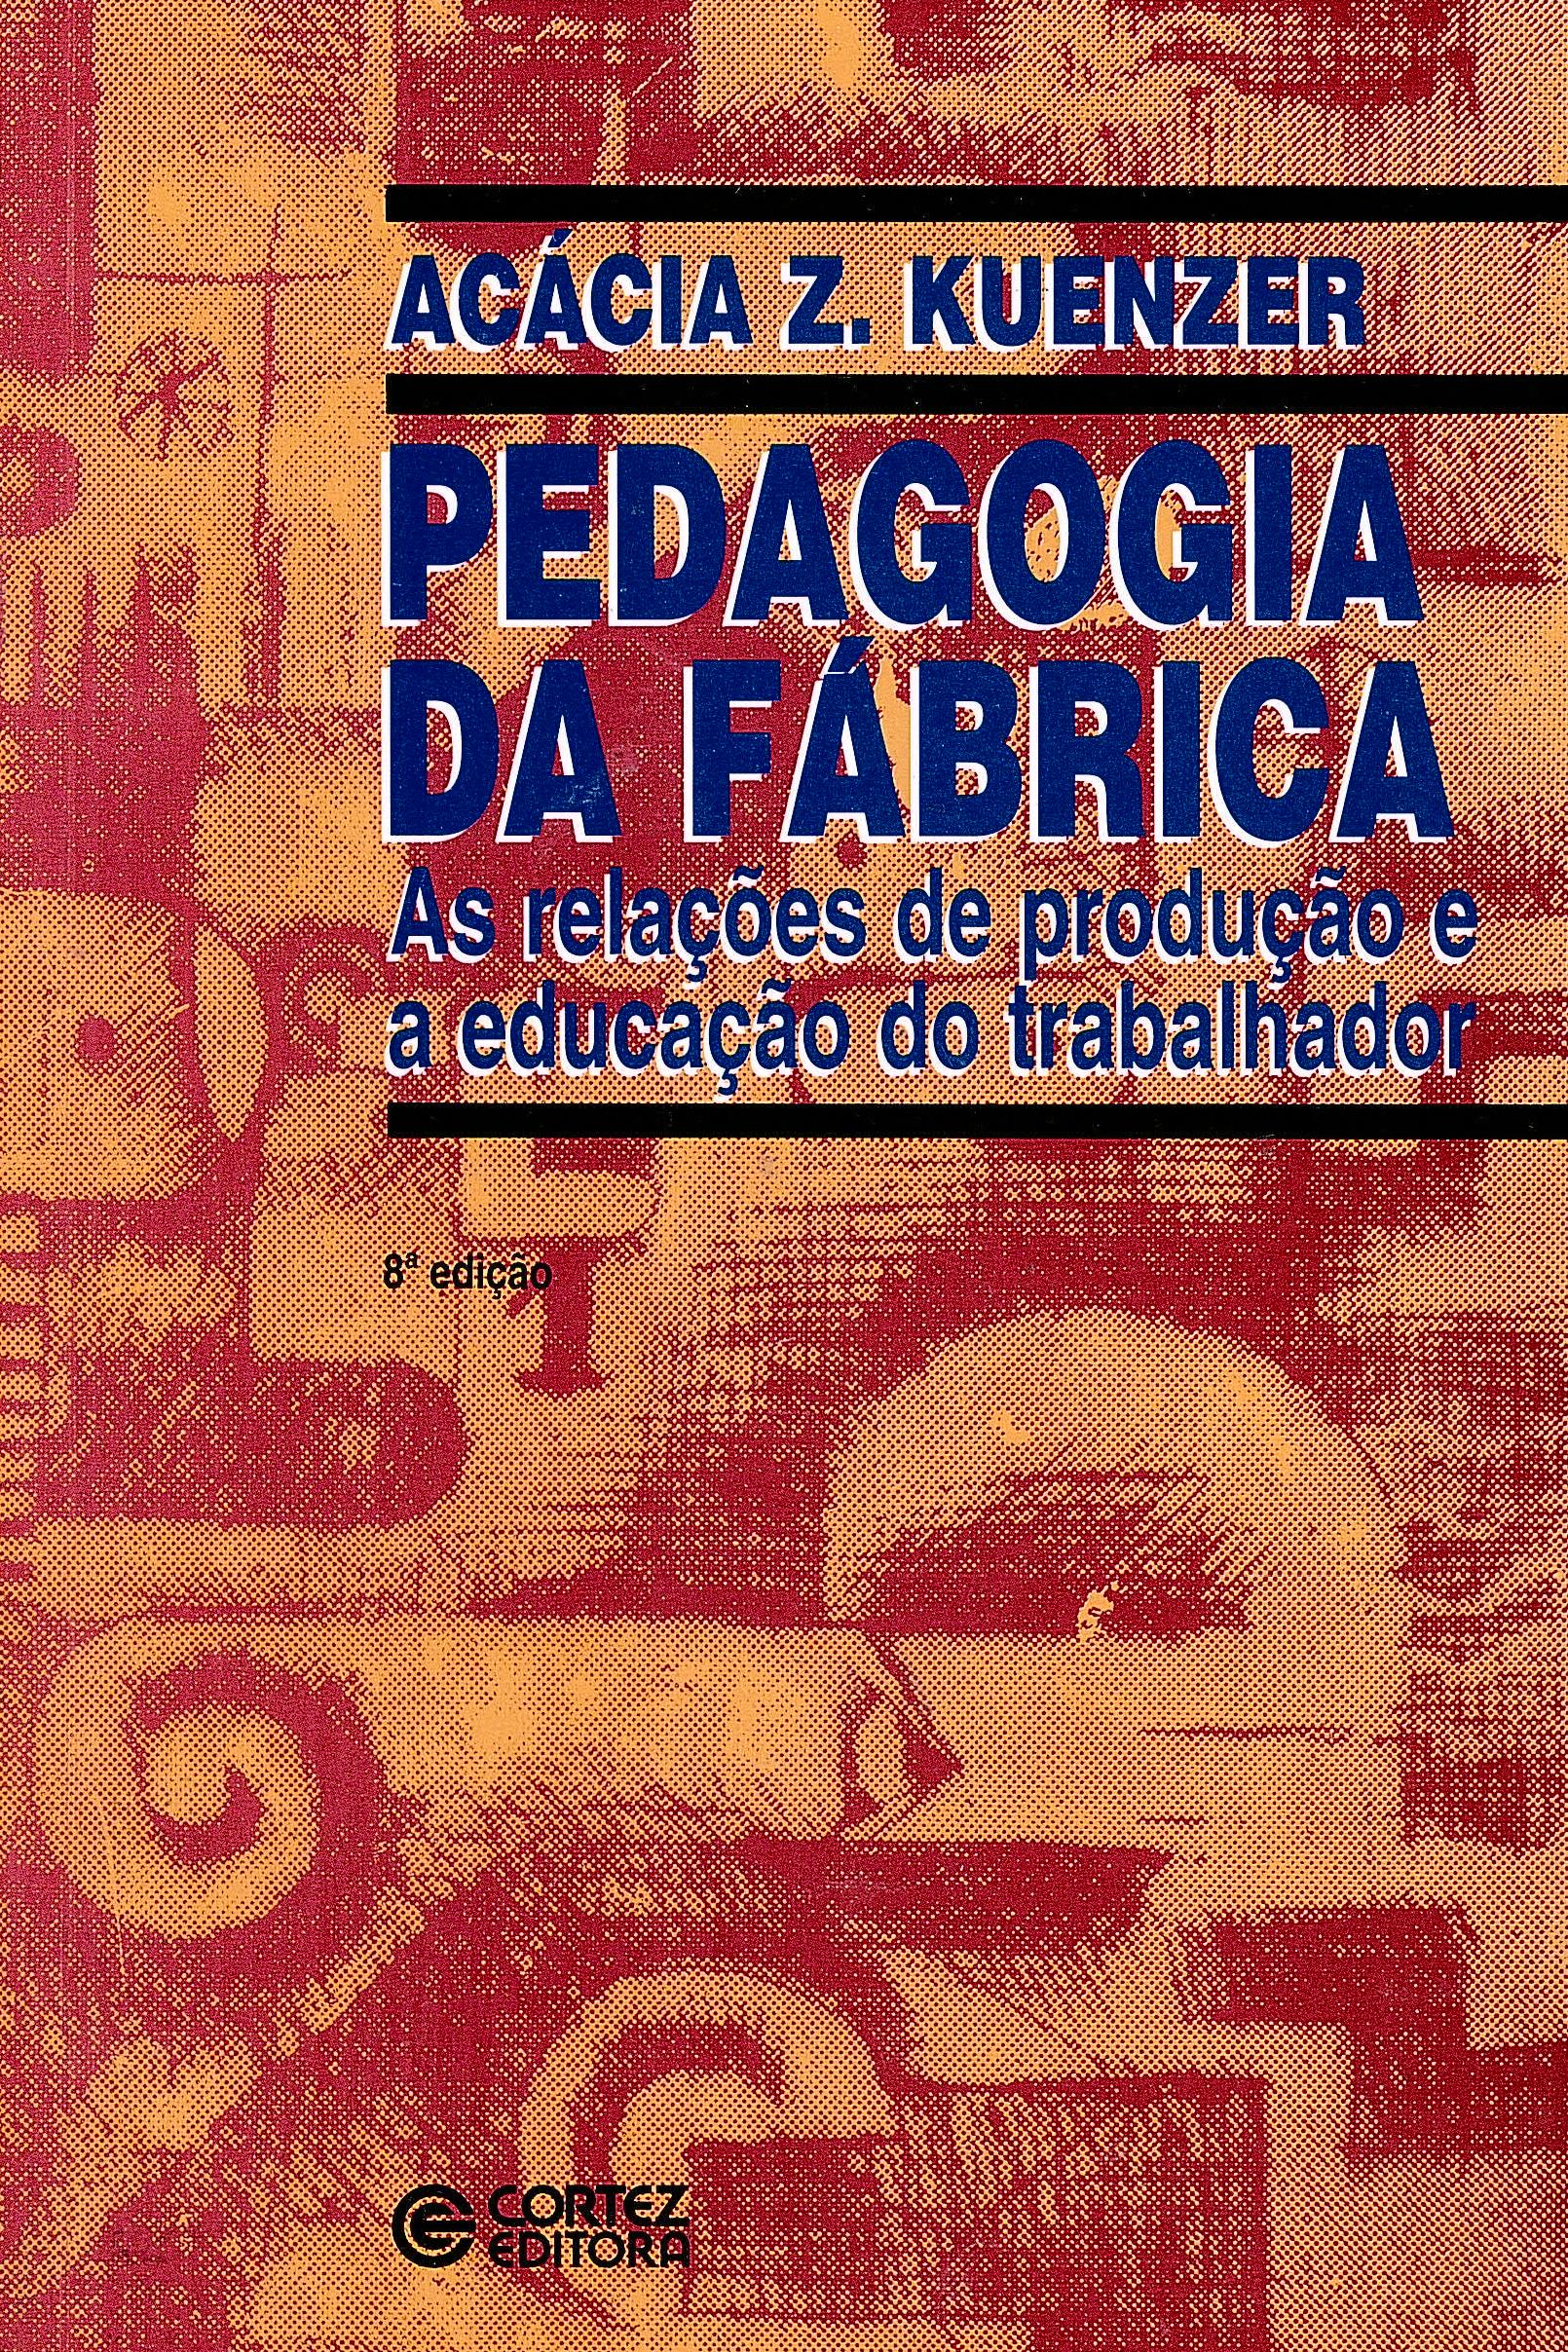 ACÁCIA Z. KUENZER
PEDAGOGIA
DA FÁBRICA
As relações de produção e
a educação do trabalhador
8ª edição
CORTEZ
EDITORA